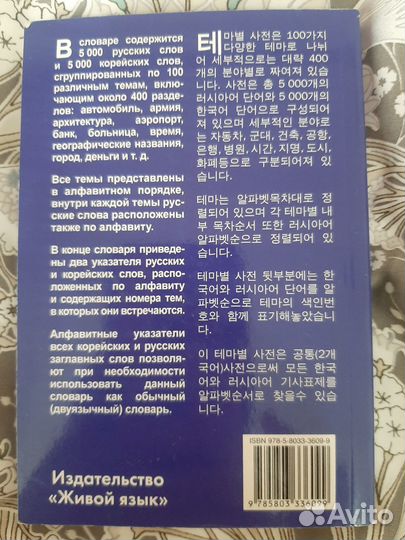 В словаре содержится
5 000 русских слов
и 5 000 корейских слов,
сгруппированных по 100
различным темам, вклю-
чающим около 400 разде-
лов: автомобиль, армия,
архитектура, аэропорт,
банк, больница, время,
географические названия,
город, деньги и т. д.
Все темы представлены
в алфавитном порядке,
внутри каждой темы рус-
ские слова расположены
также по алфавиту.
В конце словаря приведе-
ны два указателя русских
и корейских слов, распо-
ложенных по алфавиту
и содержащих номера тем,
в которых они встречаются.
Алфавитные указатели
всех корейских и русских
заглавных слов позволя-
ют при необходимости
использовать данный
словарь как обычный
(двуязычный) словарь.
테마별 사전은 100가지
다양한 테마로 나뉘
어 세부적으로는 대략 400
개의 분야별로 짜여져 있
습니다. 사전은 총 5 000개의
러시아어 단어와 5 000개의
한국어 단어으로 구성되어
져 있으며 세부적인 분야로
는 자동차, 군대, 건축, 공항,
은행, 병원, 시간, 지명, 도시,
화폐등으로 구분되어져 있
습니다.
테마는 알파벳목차대로 정
렬되어 있으며 각 테마별 내
부 목차순서 또한 러시아어
알파벳순으로 정렬되어 있
습니다.
테마별 사전 뒷부분에는 한
국어와 러시아어 단어를 알
파벳순으로 테마의 색인번
호와 함께 표기해놓았습니
다.
이 테마별 사전은 공통(2개
국어)사전으로써 모든 한국
어와 러시아어 기사표제를
알파벳순서로 찾을수 있습
니다.
ISBN 978-5-8033-3609-9
9 785803 336099
Издательство
«Живой язык»
Avito